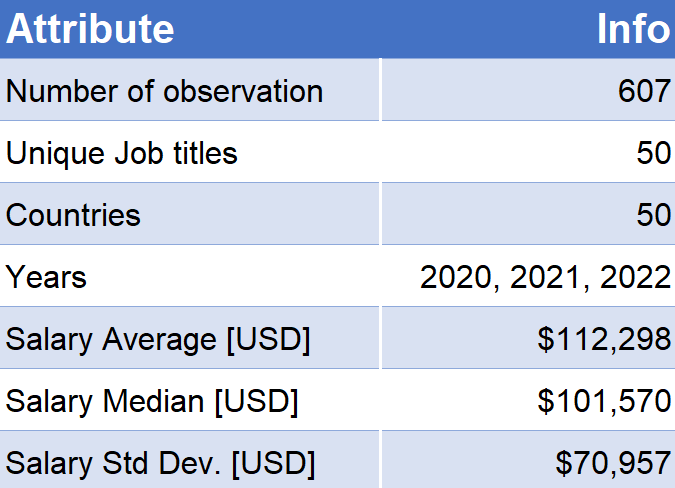 Attribute Info
Number of observation 607
Unique Job titles 50
Countries 50
Years 2020, 2021, 2022
Salary Average [USD] $112,298
Salary Median [USD] $101,570
Salary Std Dev. [USD] $70,957